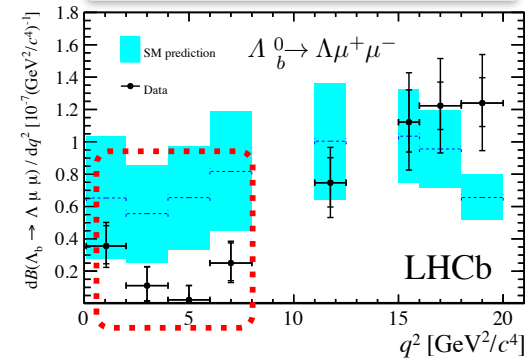 dB(Λb → Λ μ μ) / dq² [10⁻⁷(GeV²/c⁴)⁻¹]
1.8
1.6
1.4
1.2
1
0.8
0.6
0.4
0.2
SM prediction
Data
Λ⁰b → Λμ⁺μ⁻
LHCb
0 5 10 15 20
q² [GeV²/c⁴]